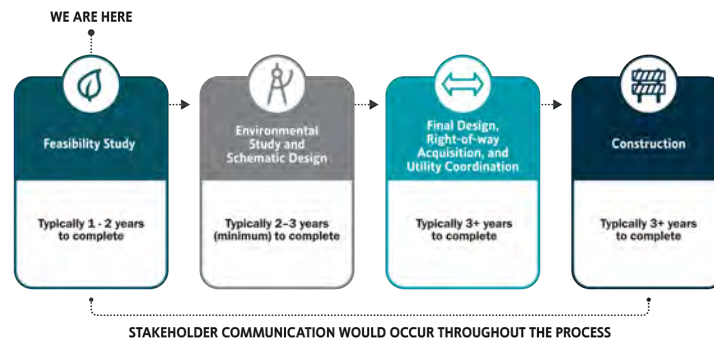 WE ARE HERE
Feasibility Study
Typically 1 - 2 years
to complete
Environmental
Study and
Schematic Design
Typically 2–3 years
(minimum) to complete
Final Design,
Right-of-way
Acquisition, and
Utility Coordination
Typically 3+ years
to complete
Construction
Typically 3+ years
to complete
STAKEHOLDER COMMUNICATION WOULD OCCUR THROUGHOUT THE PROCESS